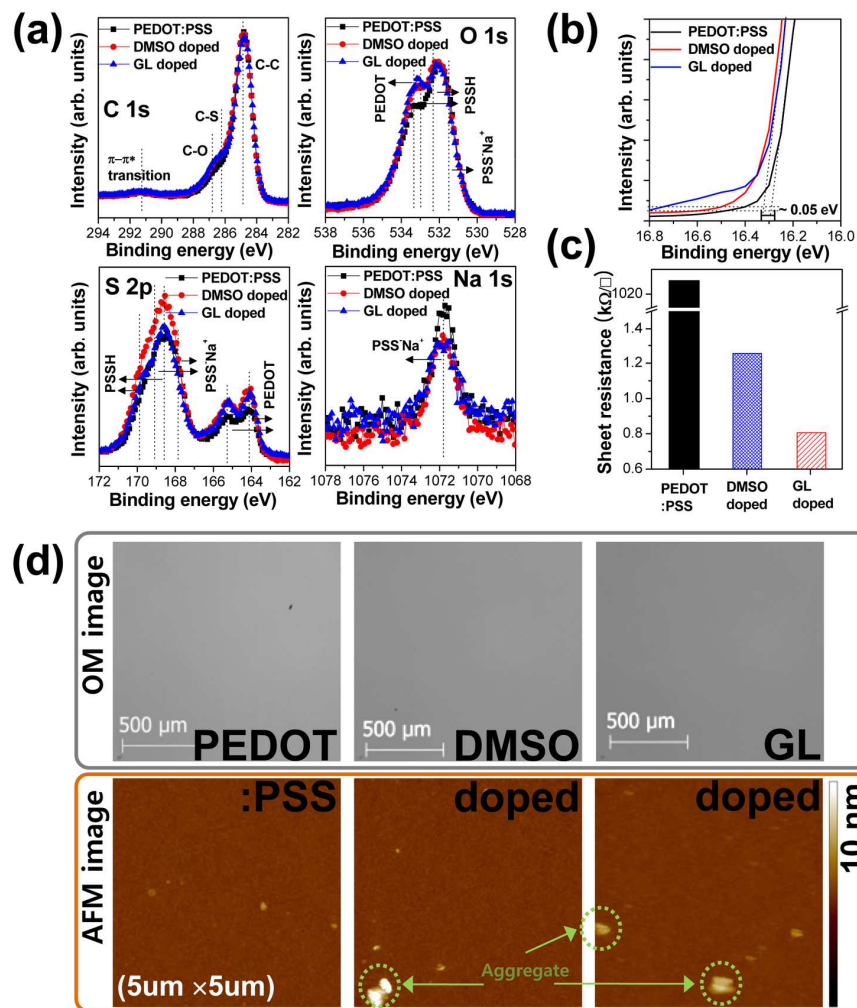 (a)
PEDOT:PSS
DMSO doped
GL doped
C 1s
C-C
C-S
C-O
π–π*
transition
Intensity (arb. units)
294 292 290 288 286 284 282
Binding energy (eV)
PEDOT:PSS
DMSO doped
GL doped
O 1s
PEDOT
PSSH
PSS⁻Na⁺
Intensity (arb. units)
538 536 534 532 530 528
Binding energy (eV)
S 2p
PEDOT:PSS
DMSO doped
GL doped
PSSH
PSS⁻Na⁺
PEDOT
Intensity (arb. units)
172 170 168 166 164 162
Binding energy (eV)
PEDOT:PSS
DMSO doped
GL doped
Na 1s
PSS⁻Na⁺
Intensity (arb. units)
1078 1076 1074 1072 1070 1068
Binding energy (eV)
(b)
PEDOT:PSS
DMSO doped
GL doped
~ 0.05 eV
Intensity (arb. units)
16.8 16.6 16.4 16.2 16.0
Binding energy (eV)
(c)
Sheet resistance (kΩ/□)
1020
1.4
1.2
1.0
0.8
0.6
PEDOT
:PSS
DMSO
doped
GL
doped
(d)
OM image
500 µm
PEDOT
500 µm
DMSO
500 µm
GL
AFM image
:PSS
doped
doped
Aggregate
(5um ×5um)
10 nm